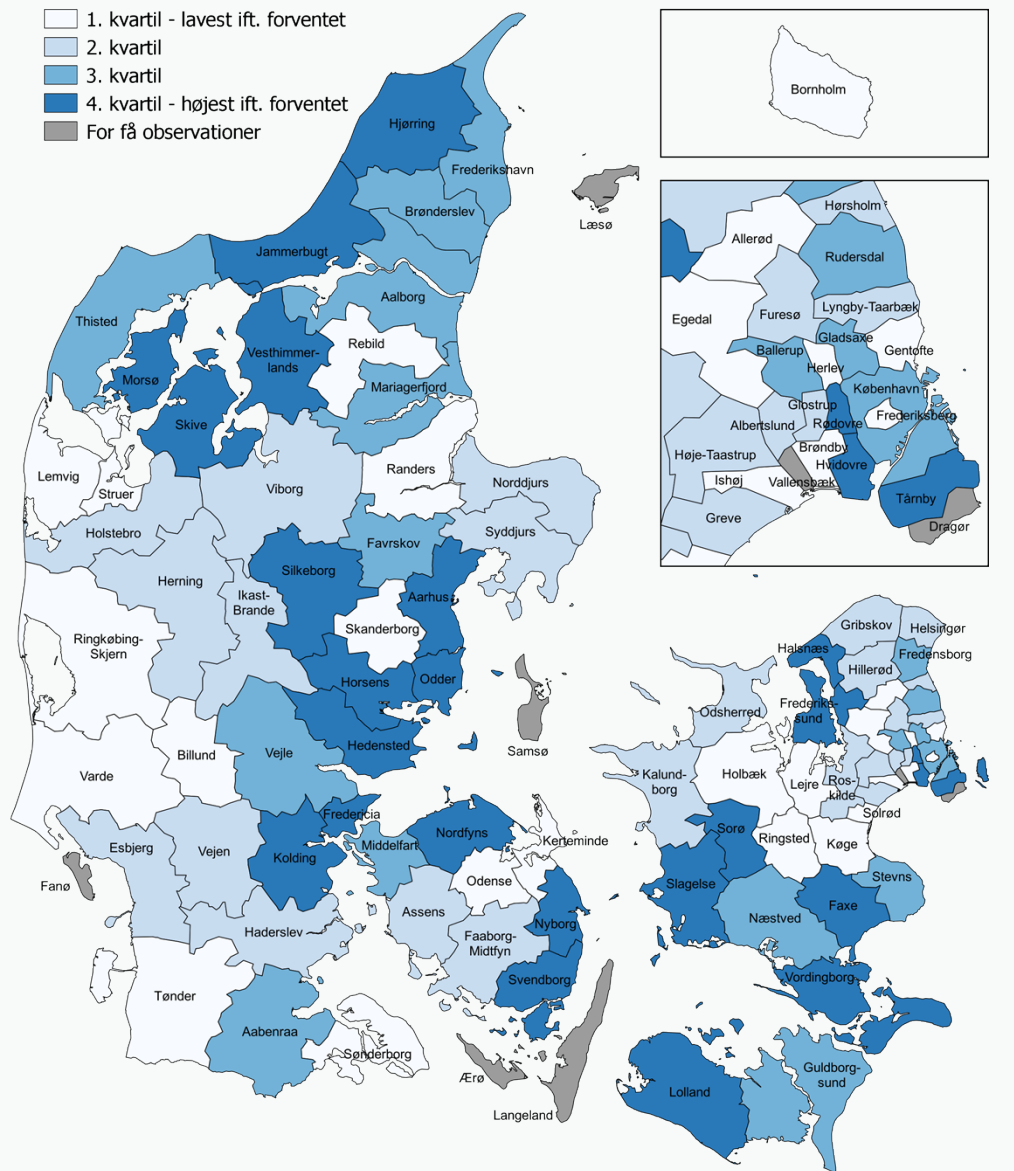 1. kvartil - lavest ift. forventet
2. kvartil
3. kvartil
4. kvartil - højest ift. forventet
For få observationer
Hjørring
Frederikshavn
Brønderslev
Læsø
Jammerbugt
Aalborg
Thisted
Rebild
Vesthimmer-
lands
Morsø
Mariagerfjord
Skive
Lemvig
Struer
Randers
Viborg
Norddjurs
Holstebro
Syddjurs
Favrskov
Silkeborg
Herning
Ikast-
Brande
Aarhus
Skanderborg
Ringkøbing-
Skjern
Horsens
Odder
Samsø
Hedensted
Vejle
Billund
Varde
Fredericia
Nordfyns
Kerteminde
Middelfart
Esbjerg
Vejen
Kolding
Odense
Fanø
Assens
Nyborg
Haderslev
Faaborg-
Midtfyn
Svendborg
Tønder
Aabenraa
Sønderborg
Ærø
Langeland
Bornholm
Hørsholm
Allerød
Rudersdal
Egedal
Furesø
Lyngby-Taarbæk
Gladsaxe
Ballerup
Gentofte
Herlev
København
Glostrup
Frederiksberg
Rødovre
Albertslund
Brøndby
Høje-Taastrup
Hvidovre
Ishøj
Vallensbæk
Tårnby
Greve
Dragør
Gribskov
Helsingør
Halsnæs
Fredensborg
Hillerød
Frederiks-
sund
Odsherred
Kalund-
borg
Holbæk
Lejre
Ros-
kilde
Solrød
Sorø
Ringsted
Køge
Slagelse
Stevns
Faxe
Næstved
Vordingborg
Guldborg-
sund
Lolland